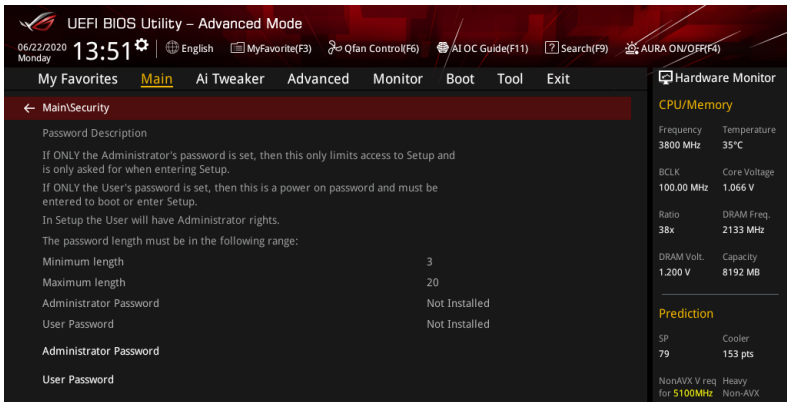 UEFI BIOS Utility – Advanced Mode
06/22/2020 Monday 13:51 English MyFavorite(F3) Qfan Control(F6) AI OC Guide(F11) Search(F9) AURA ON/OFF(F4)
My Favorites Main Ai Tweaker Advanced Monitor Boot Tool Exit
← Main\Security
Password Description
If ONLY the Administrator's password is set, then this only limits access to Setup and
is only asked for when entering Setup.
If ONLY the User's password is set, then this is a power on password and must be
entered to boot or enter Setup.
In Setup the User will have Administrator rights.
The password length must be in the following range:
Minimum length 3
Maximum length 20
Administrator Password Not Installed
User Password Not Installed
Administrator Password
User Password
Hardware Monitor
CPU/Memory
Frequency Temperature
3800 MHz 35°C
BCLK Core Voltage
100.00 MHz 1.066 V
Ratio DRAM Freq.
38x 2133 MHz
DRAM Volt. Capacity
1.200 V 8192 MB
Prediction
SP Cooler
79 153 pts
NonAVX V req Heavy
for 5100MHz Non-AVX